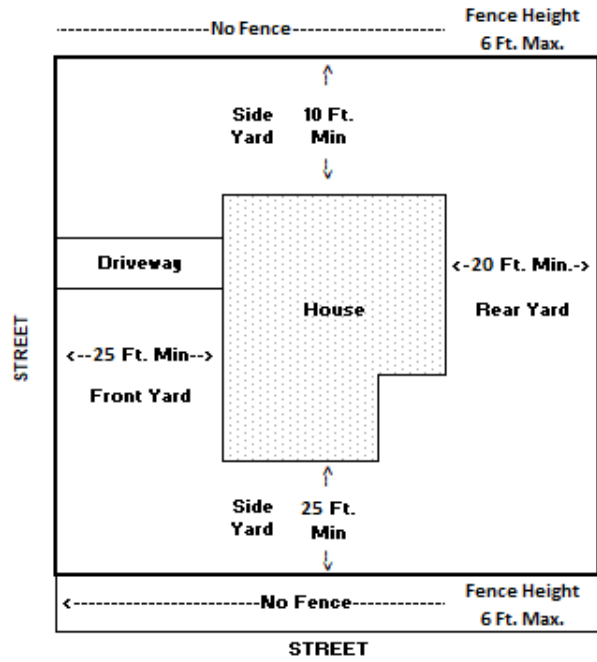 ------------------No Fence----------------
Fence Height
6 Ft. Max.
Side 10 Ft.
Yard Min
Driveway
<-20 Ft. Min.->
House
Rear Yard
STREET
<--25 Ft. Min-->
Front Yard
Side 25 Ft.
Yard Min
<---------------------No Fence----------------
Fence Height
6 Ft. Max.
STREET